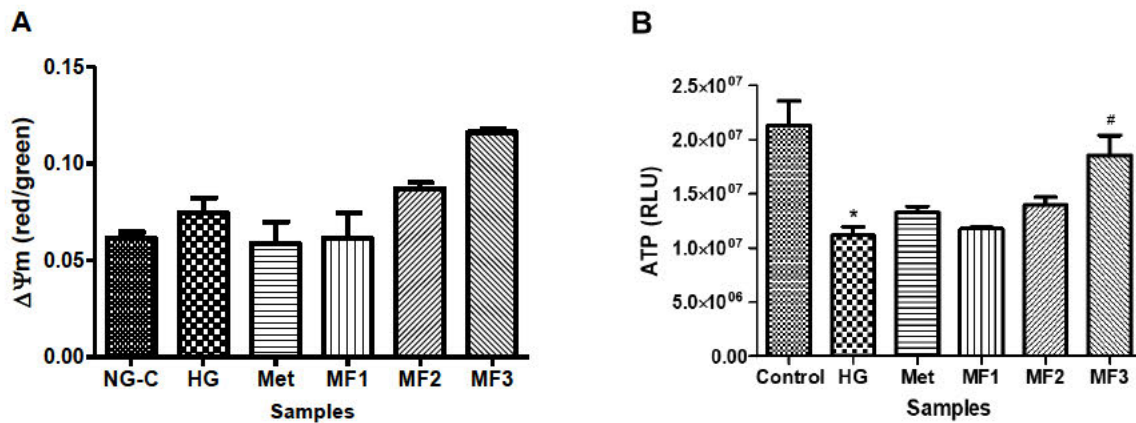 A
ΔΨm (red/green)
0.15
0.10
0.05
0.00
NG-C HG Met MF1 MF2 MF3
Samples
B
ATP (RLU)
2.5×10⁰⁷
2.0×10⁰⁷
1.5×10⁰⁷
1.0×10⁰⁷
5.0×10⁰⁶
0.00
*
#
Control HG Met MF1 MF2 MF3
Samples